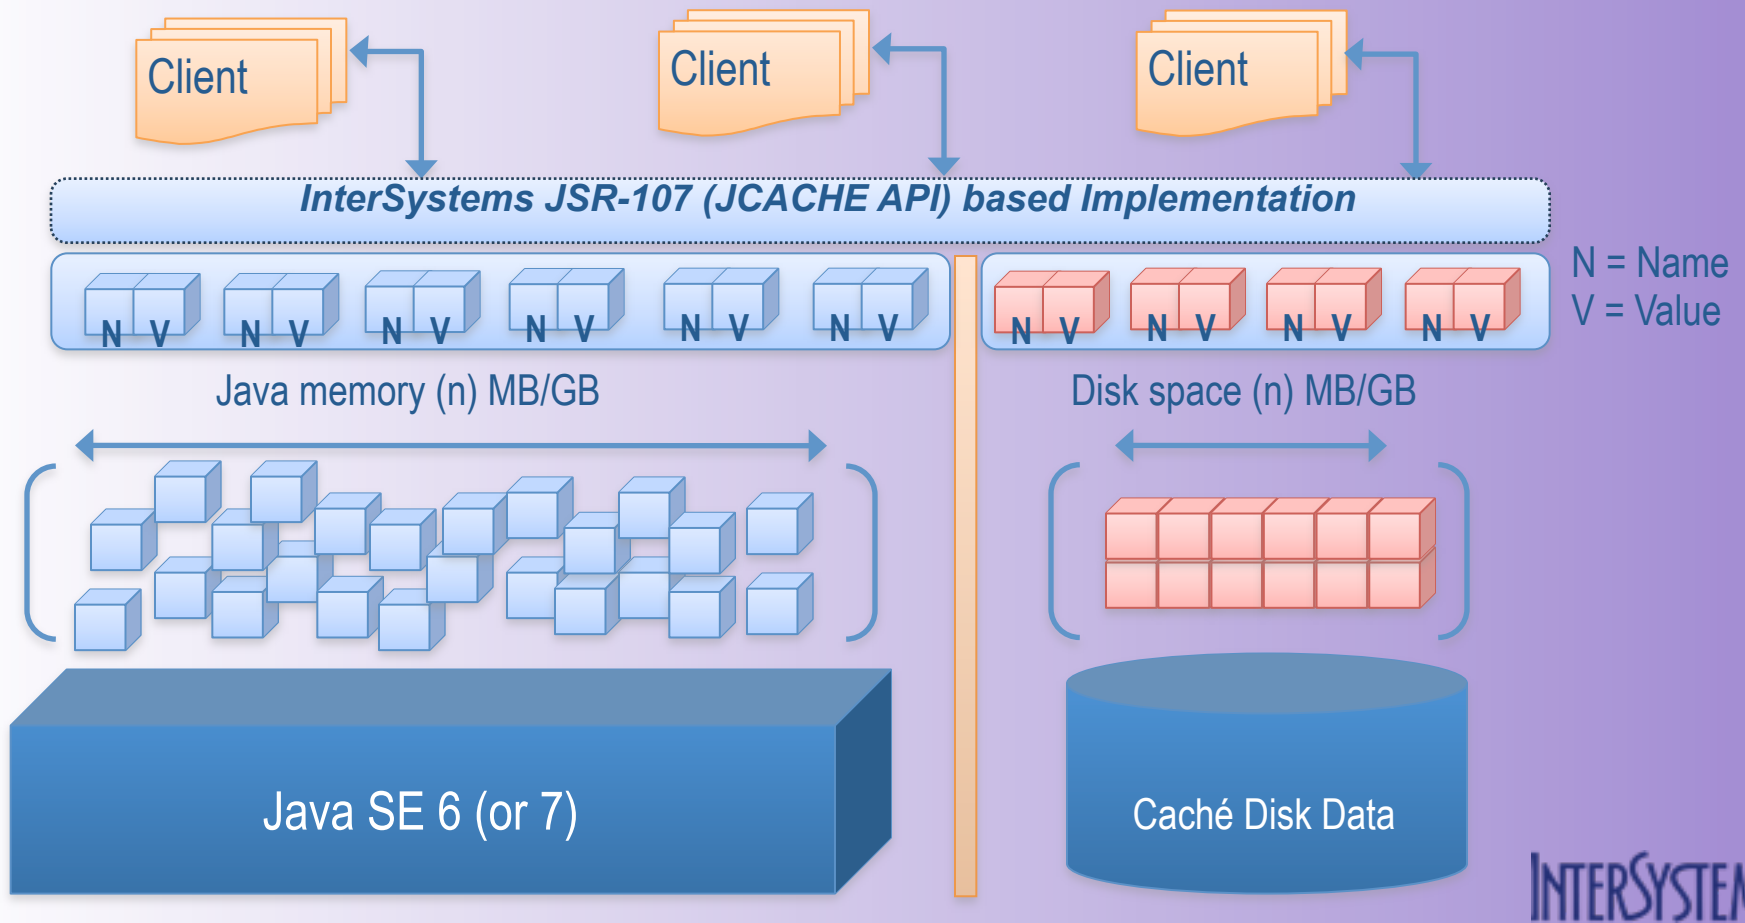 Client
Client
Client
InterSystems JSR-107 (JCACHE API) based Implementation
N V N V N V N V N V N V N V N V N V N V
N = Name
V = Value
Java memory (n) MB/GB
Disk space (n) MB/GB
Java SE 6 (or 7)
Caché Disk Data
INTERSYSTEM